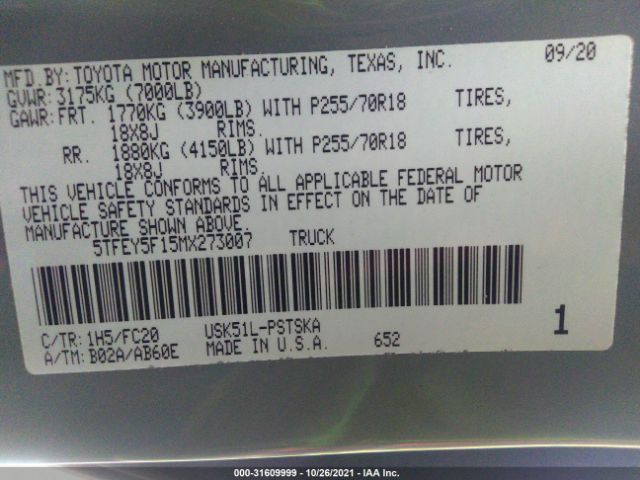 MFD.BY: TOYOTA MOTOR MANUFACTURING, TEXAS, INC. 09/20
GVWR: 3175KG (7000LB)
GAWR: FRT. 1770KG (3900LB) WITH P255/70R18 TIRES,
18X8J RIMS.
RR. 1880KG (4150LB) WITH P255/70R18 TIRES,
18X8J RIMS.
THIS VEHICLE CONFORMS TO ALL APPLICABLE FEDERAL MOTOR
VEHICLE SAFETY STANDARDS IN EFFECT ON THE DATE OF
MANUFACTURE SHOWN ABOVE.
5TFEY5F15MX273007 TRUCK
C/TR: 1H5/FC20 USK51L-PSTSKA
A/TM: B02A/AB60E MADE IN U.S.A. 652 1
000-31609999 - 10/26/2021 - IAA Inc.